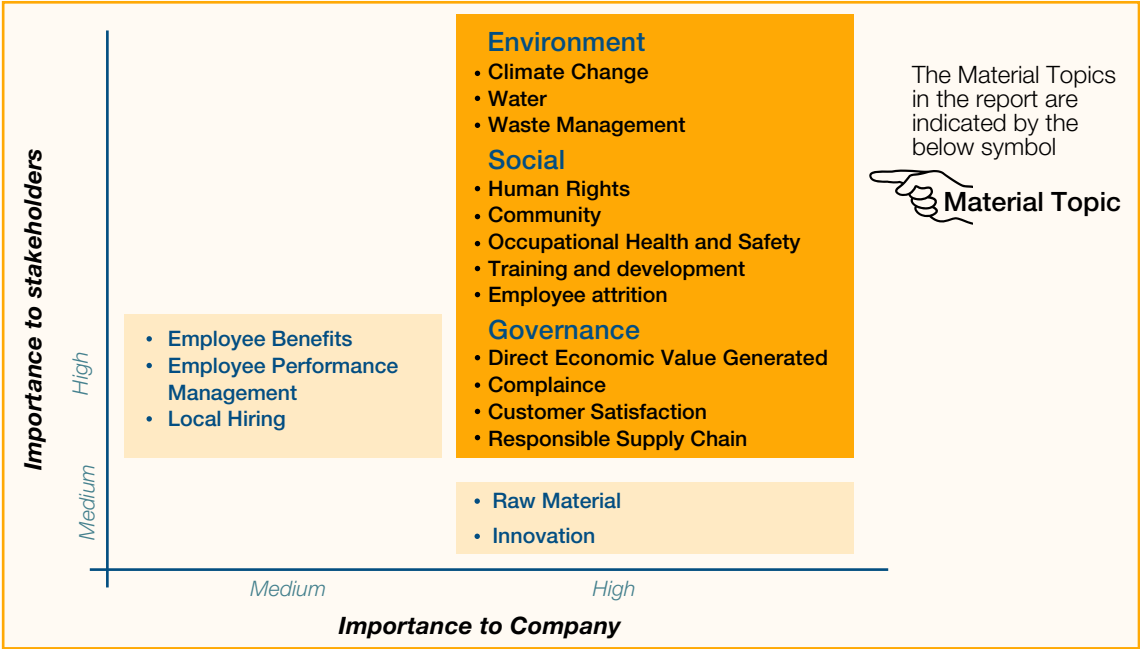 Importance to stakeholders
High
Medium
Environment
• Climate Change
• Water
• Waste Management
Social
• Human Rights
• Community
• Occupational Health and Safety
• Training and development
• Employee attrition
Governance
• Direct Economic Value Generated
• Complaince
• Customer Satisfaction
• Responsible Supply Chain
• Employee Benefits
• Employee Performance
Management
• Local Hiring
• Raw Material
• Innovation
Medium
High
Importance to Company
The Material Topics
in the report are
indicated by the
below symbol
Material Topic